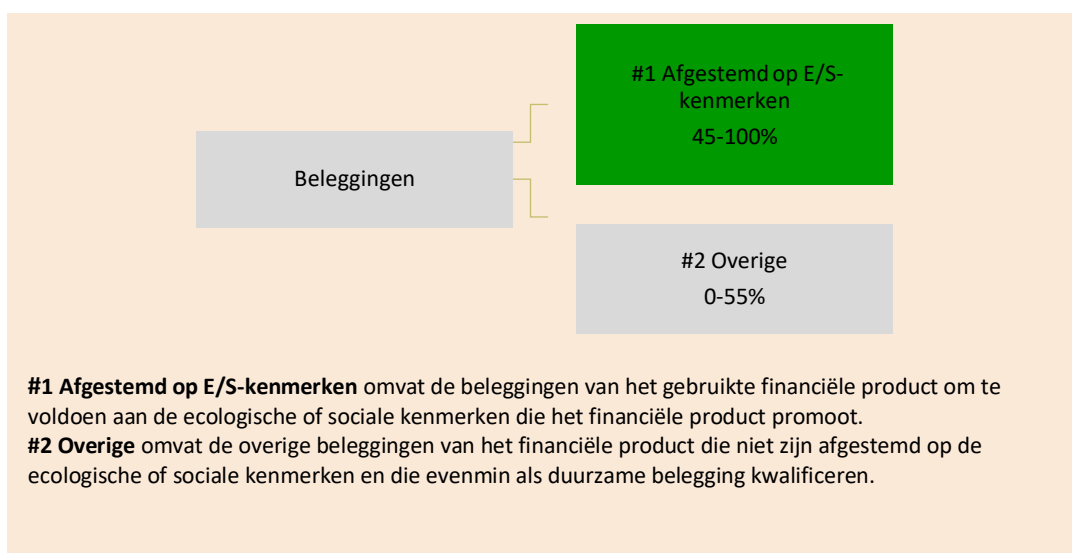 #1 Afgestemd op E/S-
kenmerken
45-100%
Beleggingen
#2 Overige
0-55%
#1 Afgestemd op E/S-kenmerken omvat de beleggingen van het gebruikte financiële product om te
voldoen aan de ecologische of sociale kenmerken die het financiële product promoot.
#2 Overige omvat de overige beleggingen van het financiële product die niet zijn afgestemd op de
ecologische of sociale kenmerken en die evenmin als duurzame belegging kwalificeren.